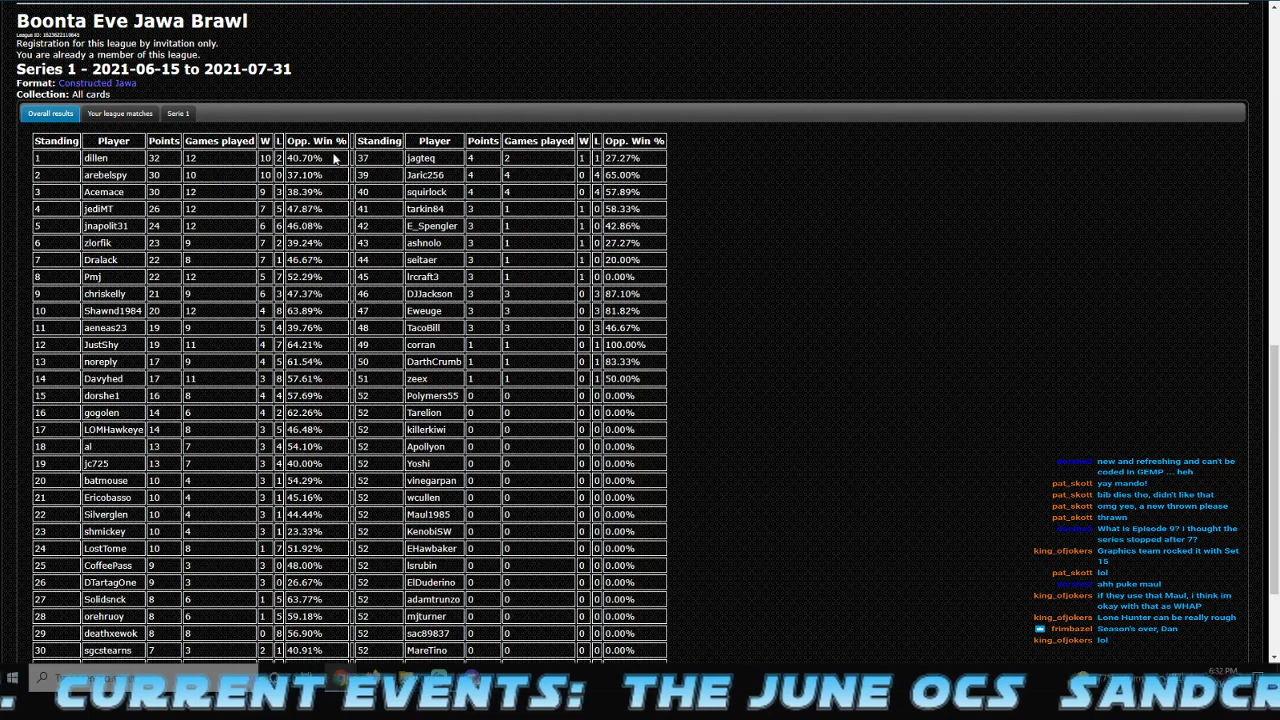 Boonta Eve Jawa Brawl
Registration for this league by invitation only.
You are already a member of this league.
Series 1 - 2021-06-15 to 2021-07-31
Format: Constructed Jawa
Collection: All cards
Overall results Your league matches Serie 1
Standing Player Points Games played W L Opp. Win % Standing Player Points Games played W L Opp. Win %
1 dillen 32 12 10 2 40.70% 37 jagteq 4 2 1 1 27.27%
2 arebelspy 30 10 10 0 37.10% 39 Jaric256 4 4 0 4 65.00%
3 Acemace 30 12 9 3 38.39% 40 squirlock 4 4 0 4 57.89%
4 jediMT 26 12 7 5 47.87% 41 tarkin84 3 1 1 0 58.33%
5 jnapolit31 24 12 6 6 46.08% 42 E_Spengler 3 1 1 0 42.86%
6 zlorfik 23 9 7 2 39.24% 43 ashnolo 3 1 1 0 27.27%
7 Dralack 22 8 7 1 46.67% 44 seltaer 3 1 1 0 20.00%
8 Pmj 22 12 5 7 52.29% 45 lrcraft3 3 1 1 0 0.00%
9 chriskelly 21 9 6 3 47.37% 46 DJJackson 3 3 0 3 87.10%
10 Shawnd1984 20 12 4 8 63.89% 47 Eweuge 3 3 0 3 81.82%
11 aeneas23 19 9 5 4 39.76% 48 TacoBill 3 3 0 3 46.67%
12 JustShy 19 11 4 7 64.21% 49 corran 1 1 0 1 100.00%
13 noreply 17 9 4 5 61.54% 50 DarthCrumb 1 1 0 1 83.33%
14 Davyhed 17 11 3 8 57.61% 51 zeex 1 1 0 1 50.00%
15 dorshe1 16 8 4 4 57.69% 52 Polymers55 0 0 0 0 0.00%
16 gogolen 14 6 4 2 62.26% 52 Tarelion 0 0 0 0 0.00%
17 LOMHawkeye 14 8 3 5 46.48% 52 killerkiwi 0 0 0 0 0.00%
18 al 13 7 3 4 54.10% 52 Apollyon 0 0 0 0 0.00%
19 jc725 13 7 3 4 40.00% 52 Yoshi 0 0 0 0 0.00%
20 batmouse 10 4 3 1 54.29% 52 vinegarpan 0 0 0 0 0.00%
21 Ericobasso 10 4 3 1 45.16% 52 wcullen 0 0 0 0 0.00%
22 Silverglen 10 4 3 1 44.44% 52 Maul1985 0 0 0 0 0.00%
23 shmickey 10 4 3 1 23.33% 52 KenobiSW 0 0 0 0 0.00%
24 LostTome 10 8 1 7 51.92% 52 EHawbaker 0 0 0 0 0.00%
25 CoffeePass 9 3 3 0 48.00% 52 lsrubin 0 0 0 0 0.00%
26 DTartagOne 9 3 3 0 26.67% 52 ElDuderino 0 0 0 0 0.00%
27 Solidsnck 8 6 1 5 63.77% 52 adamtrunzo 0 0 0 0 0.00%
28 orehruoy 8 6 1 5 59.18% 52 mjturner 0 0 0 0 0.00%
29 deathxewok 8 8 0 8 56.90% 52 sac89837 0 0 0 0 0.00%
30 sgcstearns 7 3 2 1 40.91% 52 MareTino 0 0 0 0 0.00%
new and refreshing and can't be
coded in GEMP ... heh
pat_skott yay mando!
pat_skott bib dies tho, didn't like that
pat_skott omg yes, a new thrown please
pat_skott thrawn
What is Episode 9? I thought the
series stopped after 7?
king_ofjokers Graphics team rocked it with Set
15
pat_skott lol
ahh puke maul
king_ofjokers if they use that Maul, i think im
okay with that as WHAP
king_ofjokers Lone Hunter can be really rough
frimbazel Season's over, Dan
king_ofjokers lol
6:32 PM
CURRENT EVENTS: THE JUNE OCS SANDCR